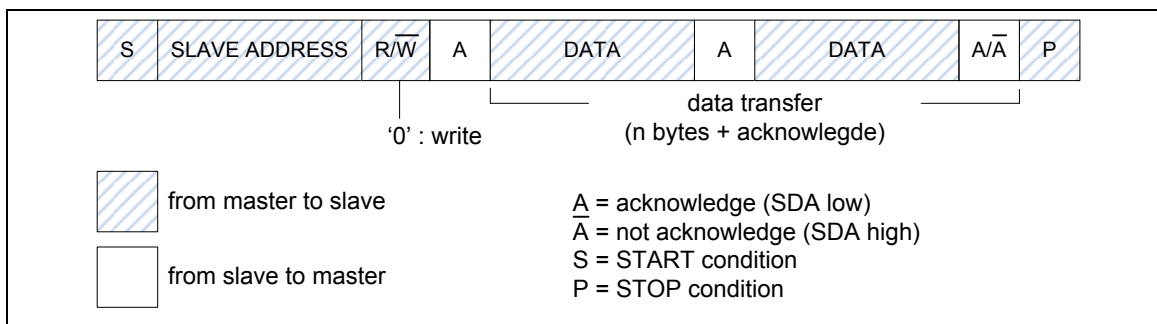 S SLAVE ADDRESS R/W̅ A DATA A DATA A/A̅ P
data transfer
(n bytes + acknowlegde)
‘0’ : write
from master to slave
from slave to master
A = acknowledge (SDA low)
A̅ = not acknowledge (SDA high)
S = START condition
P = STOP condition